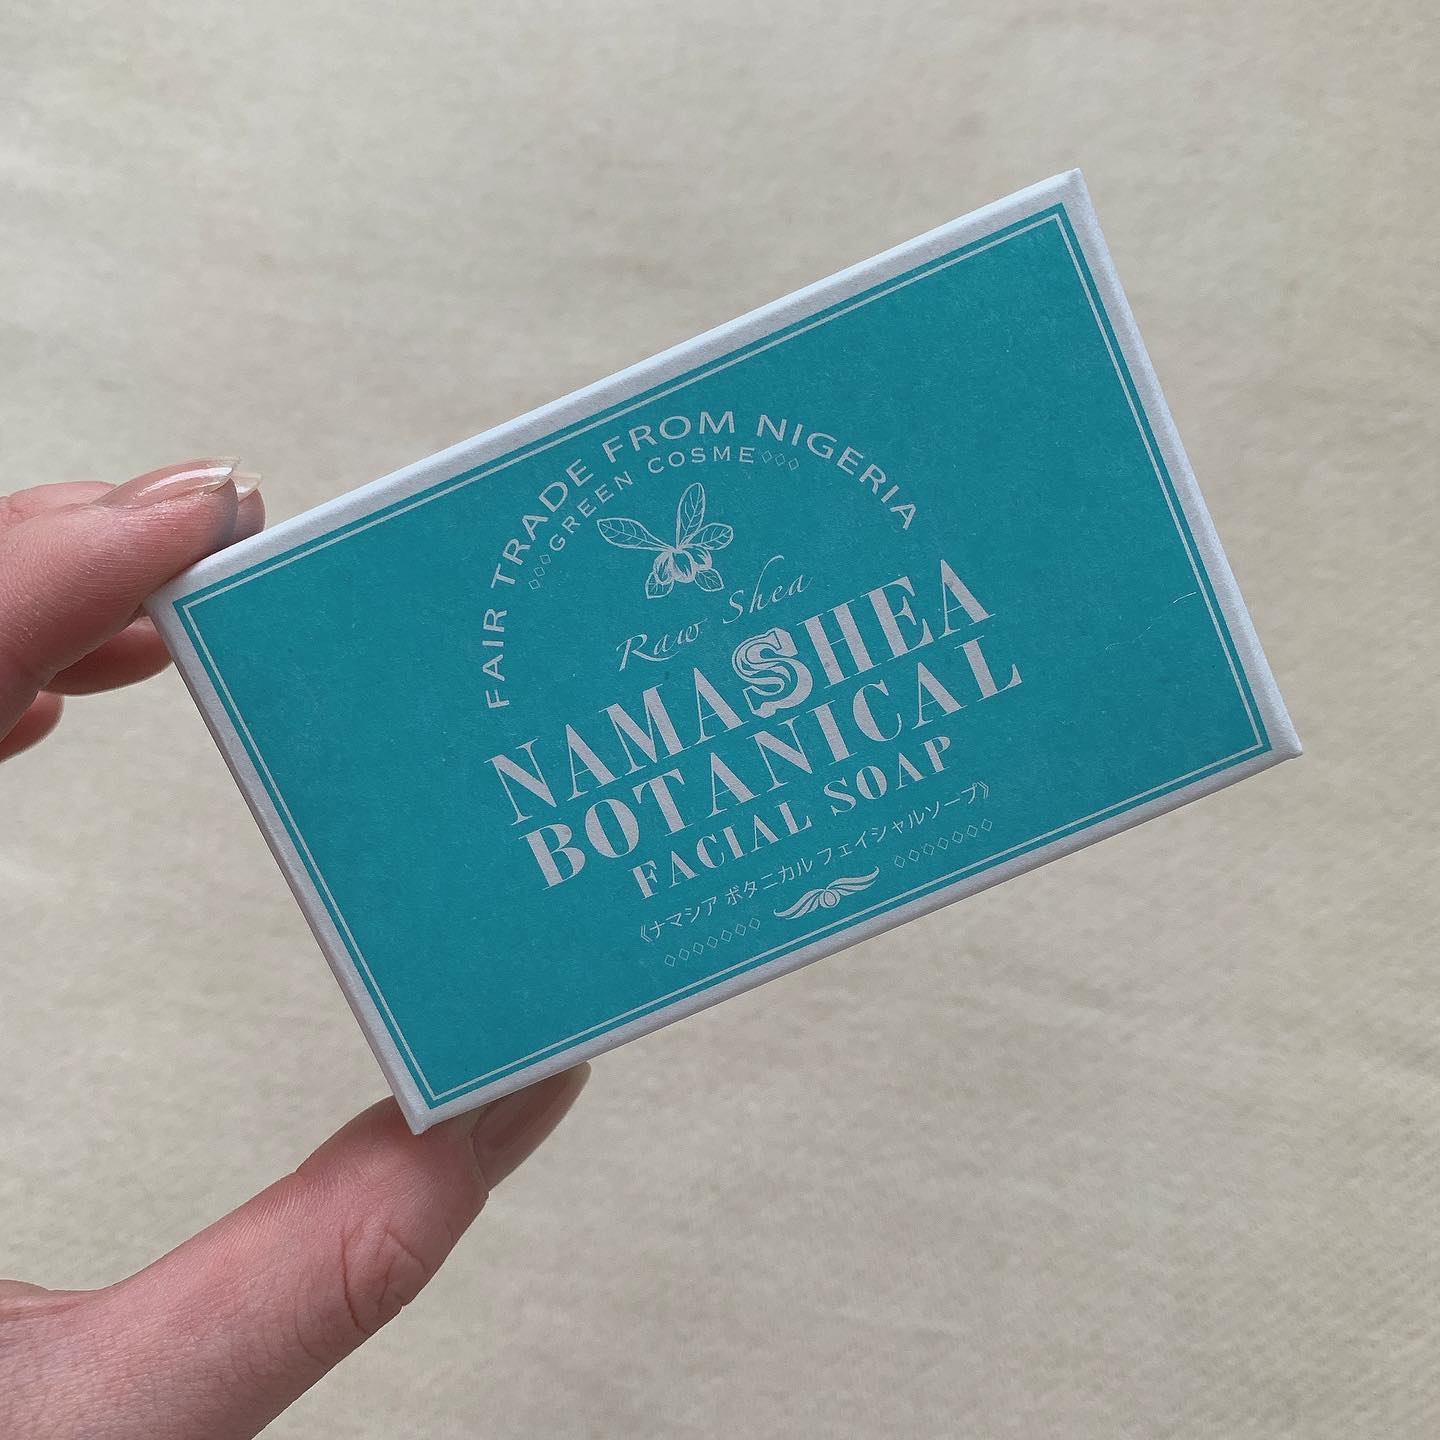 FAIR TRADE FROM NIGERIA
GREEN COSME
Raw Shea
NAMASHEA
BOTANICAL
FACIAL SOAP
《ナマシア ボタニカル フェイシャルソープ》